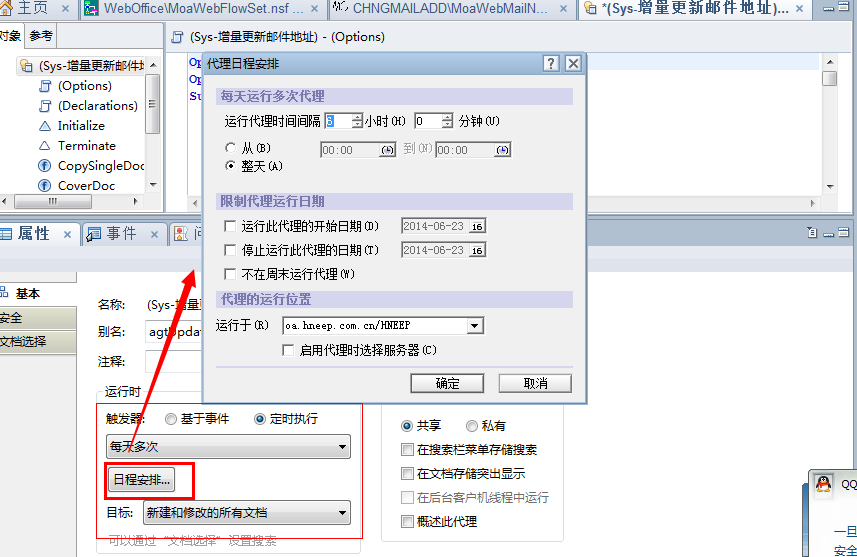 主页
WebOffice\MoaWebFlowSet.nsf ...
CHNGMAILADD\MoaWebMailN...
*(Sys-增量更新邮件地址)...
对象
参考
(Sys-增量更新邮件地址) - (Options)
(Sys-增量更新邮件地
(Options)
(Declarations)
Initialize
Terminate
CopySingleDoc
CoverDoc
Op
Op
代理日程安排
每天运行多次代理
运行代理时间间隔
小时(H)
0
分钟(U)
从(B)
00:00
到(N)
00:00
整天(A)
限制代理运行日期
运行此代理的开始日期(D)
2014-06-23
16
停止运行此代理的日期(T)
2014-06-23
16
不在周末运行代理(W)
代理的运行位置
运行于(R)
oa.hneep.com.cn/HNEEP
启用代理时选择服务器(C)
确定
取消
属性
事件
基本
安全
文档选择
名称:
(Sys-增量
别名:
agtUpdat
注释:
运行时
触发器:
基于事件
定时执行
每天多次
日程安排...
目标:
新建和修改的所有文档
可以通过 "文档选择" 设置搜索
共享
私有
在搜索栏菜单存储搜索
在文档存储突出显示
在后台客户机线程中运行
概述此代理
QQ
一旦
安全